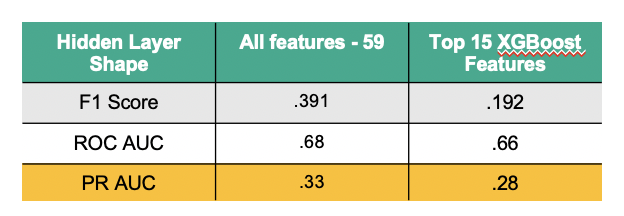 Hidden Layer Shape
All features - 59
Top 15 XGBoost Features
F1 Score
.391
.192
ROC AUC
.68
.66
PR AUC
.33
.28